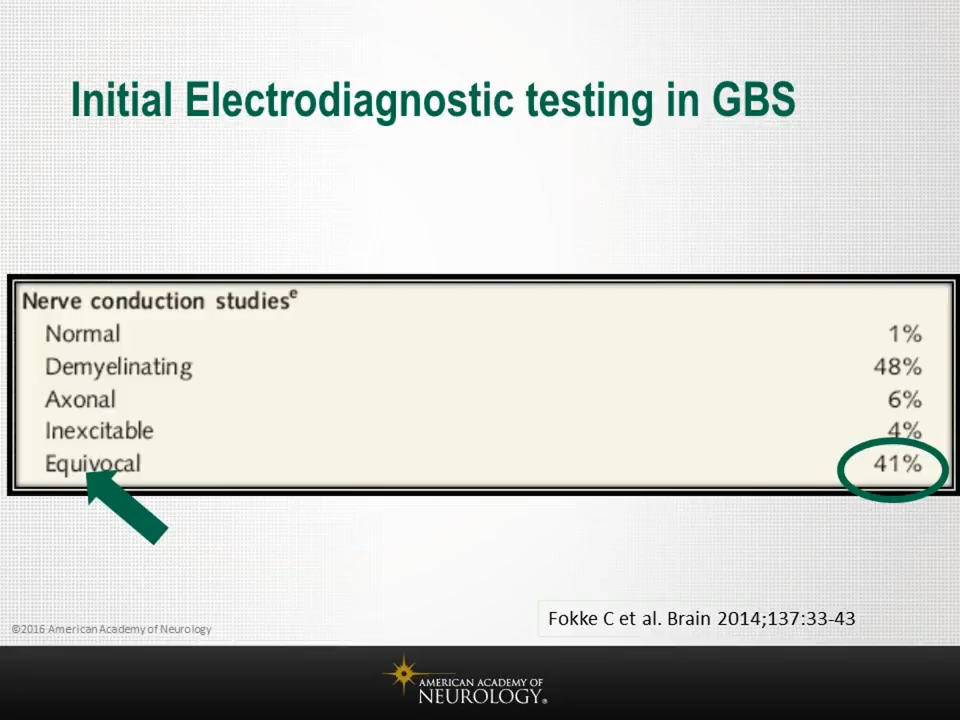 Initial Electrodiagnostic testing in GBS
Nerve conduction studiesᵉ
Normal 1%
Demyelinating 48%
Axonal 6%
Inexcitable 4%
Equivocal 41%
Fokke C et al. Brain 2014;137:33-43
©2016 American Academy of Neurology
AMERICAN ACADEMY OF
NEUROLOGY®